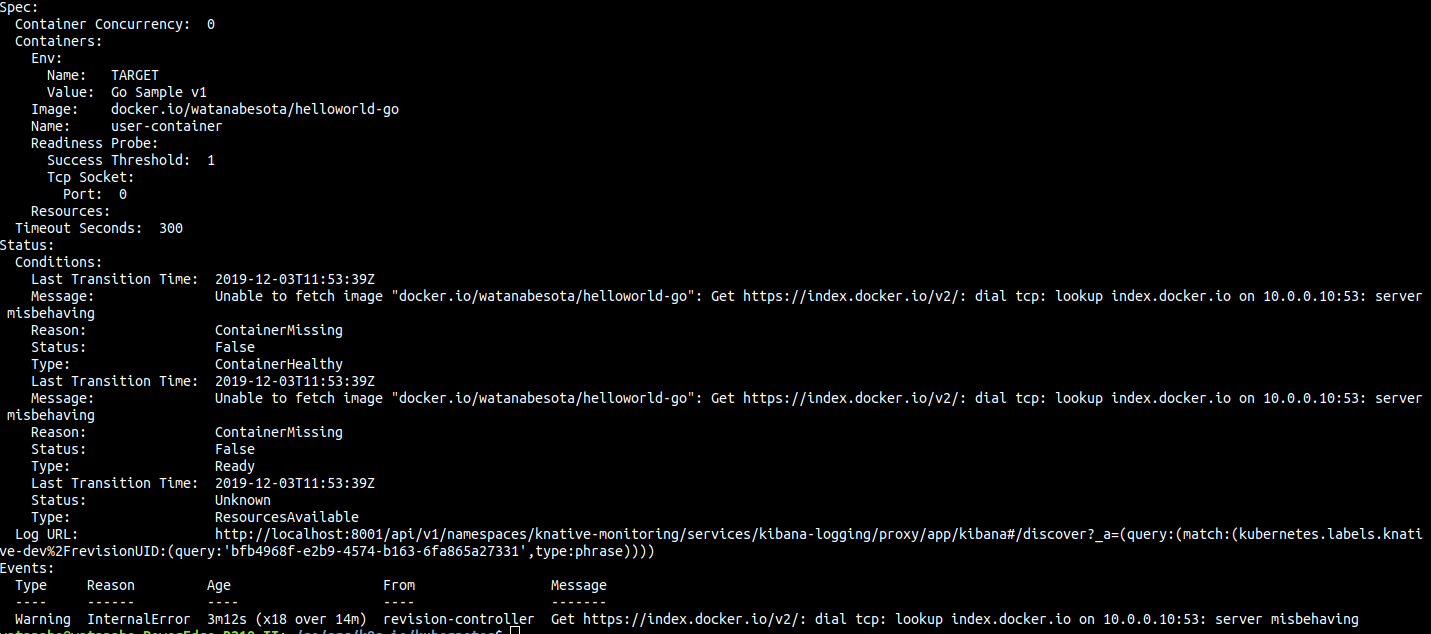 Spec:
  Container Concurrency:  0
  Containers:
    Env:
      Name:   TARGET
      Value:  Go Sample v1
    Image:    docker.io/watanabesota/helloworld-go
    Name:     user-container
    Readiness Probe:
      Success Threshold:  1
      Tcp Socket:
        Port:  0
    Resources:
  Timeout Seconds:  300
Status:
  Conditions:
    Last Transition Time:  2019-12-03T11:53:39Z
    Message:               Unable to fetch image "docker.io/watanabesota/helloworld-go": Get https://index.docker.io/v2/: dial tcp: lookup index.docker.io on 10.0.0.10:53: server
 misbehaving
    Reason:                ContainerMissing
    Status:                False
    Type:                  ContainerHealthy
    Last Transition Time:  2019-12-03T11:53:39Z
    Message:               Unable to fetch image "docker.io/watanabesota/helloworld-go": Get https://index.docker.io/v2/: dial tcp: lookup index.docker.io on 10.0.0.10:53: server
 misbehaving
    Reason:                ContainerMissing
    Status:                False
    Type:                  Ready
    Last Transition Time:  2019-12-03T11:53:39Z
    Status:                Unknown
    Type:                  ResourcesAvailable
  Log URL:                 http://localhost:8001/api/v1/namespaces/knative-monitoring/services/kibana-logging/proxy/app/kibana#/discover?_a=(query:(match:(kubernetes.labels.knati
ve-dev%2FrevisionUID:(query:'bfb4968f-e2b9-4574-b163-6fa865a27331',type:phrase))))
Events:
  Type     Reason         Age                   From                 Message
  ----     ------         ----                  ----                 -------
  Warning  InternalError  3m12s (x18 over 14m)  revision-controller  Get https://index.docker.io/v2/: dial tcp: lookup index.docker.io on 10.0.0.10:53: server misbehaving